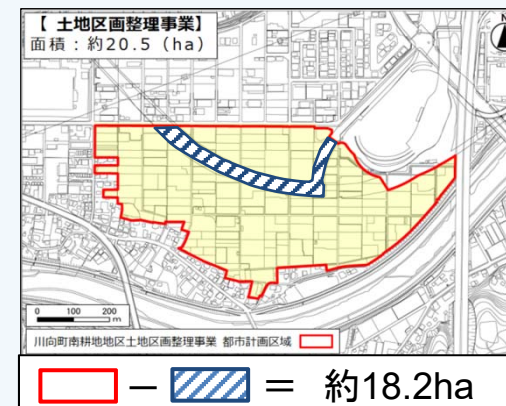 【 土地区画整理事業】
面積：約20.5（ha）
N
0 100 200
m
川向町南耕地地区土地区画整理事業 都市計画区域
－ ＝ 約18.2ha